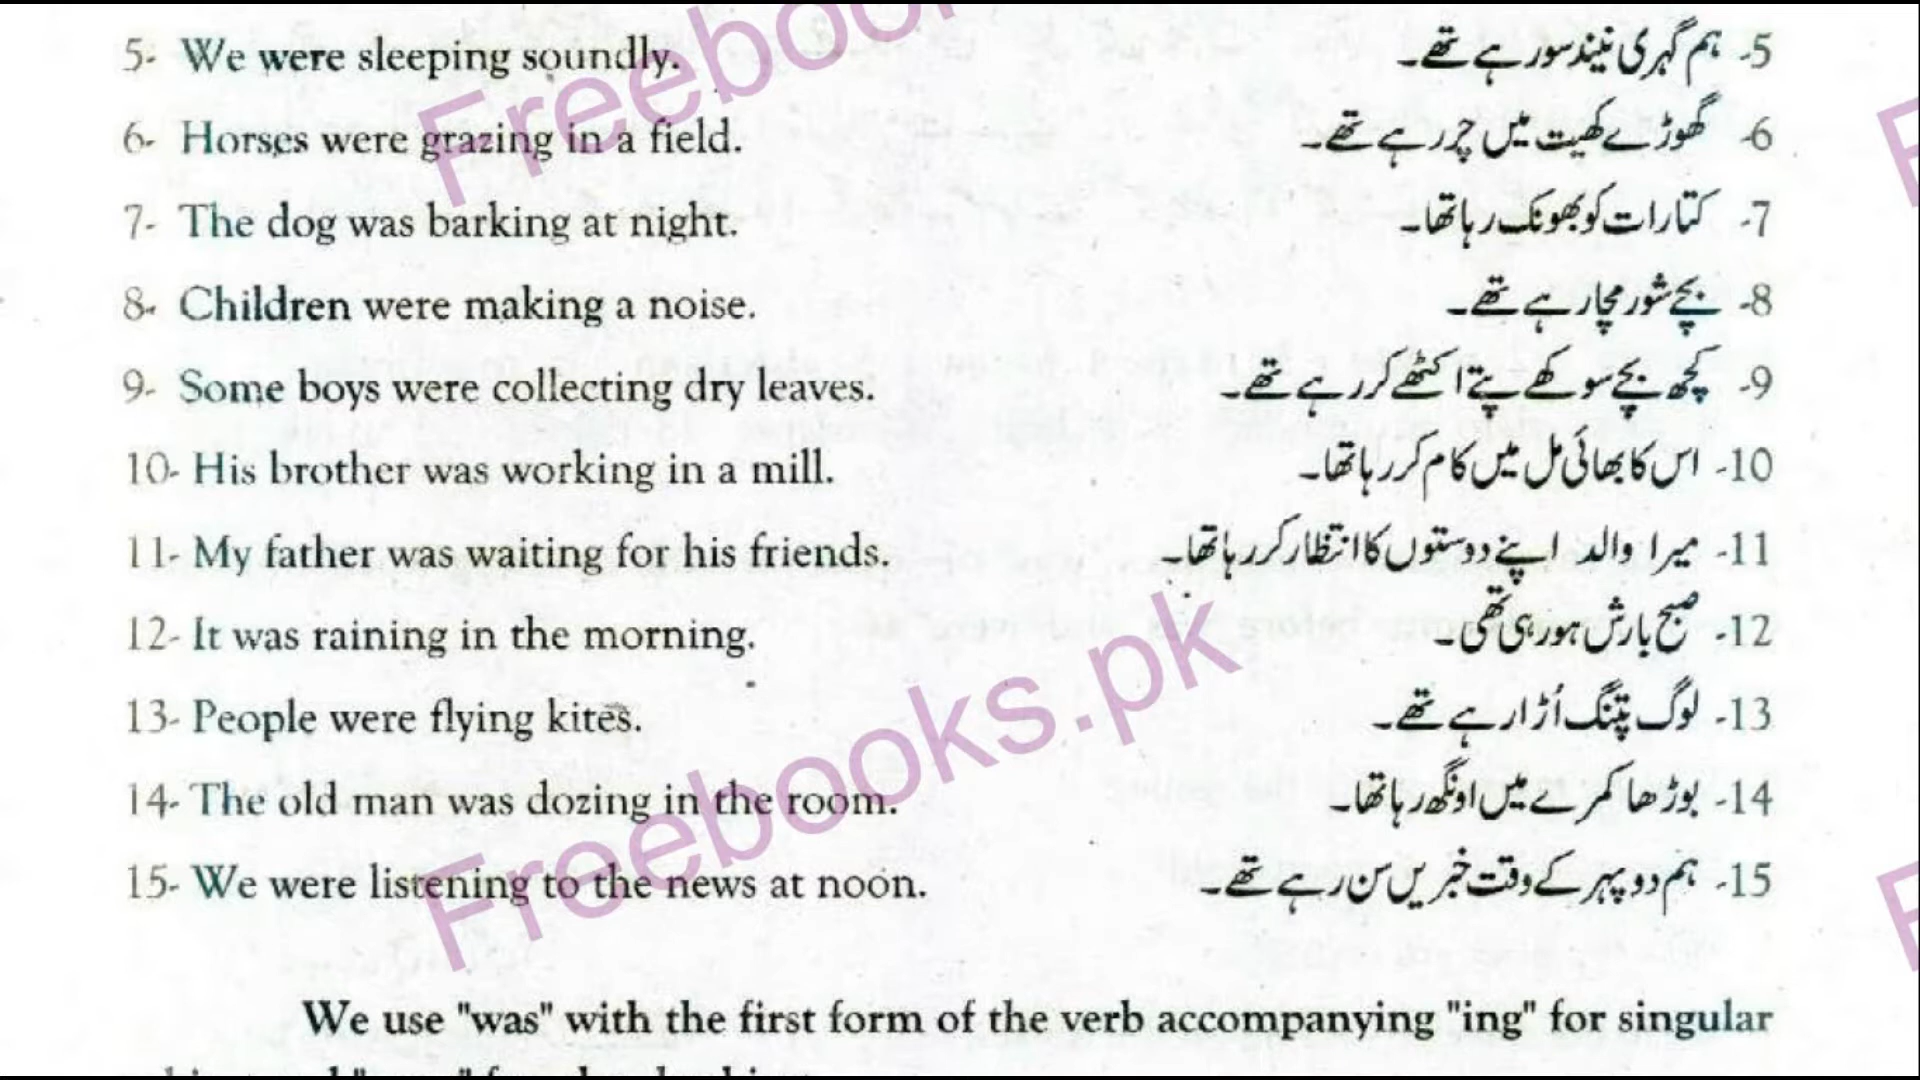 5- We were sleeping soundly. 5- ہم گہری نیند سو رہے تھے۔
6- Horses were grazing in a field. 6- گھوڑے کھیت میں چر رہے تھے۔
7- The dog was barking at night. 7- کتا رات کو بھونک رہا تھا۔
8- Children were making a noise. 8- بچے شور مچا رہے تھے۔
9- Some boys were collecting dry leaves. 9- کچھ بچے سوکھے پتے اکٹھے کر رہے تھے۔
10- His brother was working in a mill. 10- اس کا بھائی مل میں کام کر رہا تھا۔
11- My father was waiting for his friends. 11- میرا والد اپنے دوستوں کا انتظار کر رہا تھا۔
12- It was raining in the morning. 12- صبح بارش ہو رہی تھی۔
13- People were flying kites. 13- لوگ پتنگ اُڑا رہے تھے۔
14- The old man was dozing in the room. 14- بوڑھا کمرے میں اونگھ رہا تھا۔
15- We were listening to the news at noon. 15- ہم دوپہر کے وقت خبریں سن رہے تھے۔
We use "was" with the first form of the verb accompanying "ing" for singular
Freebooks.pk